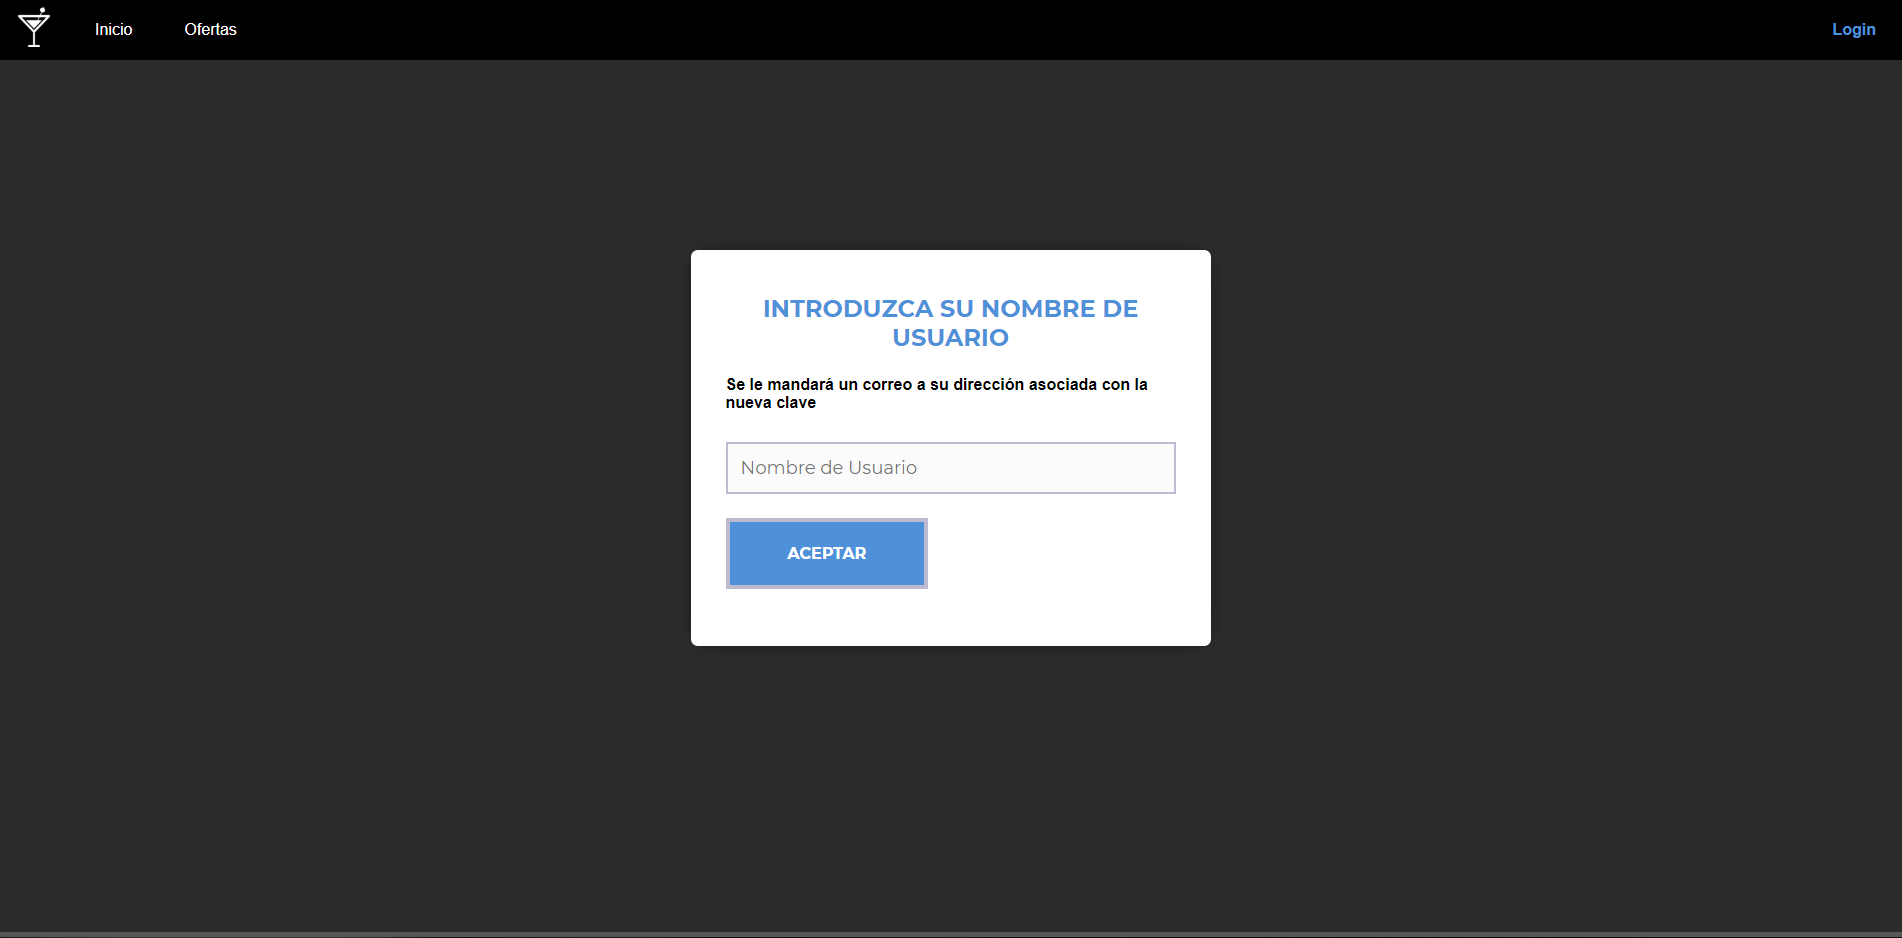 Inicio
Ofertas
Login
INTRODUZCA SU NOMBRE DE
USUARIO
Se le mandará un correo a su dirección asociada con la
nueva clave
Nombre de Usuario
ACEPTAR